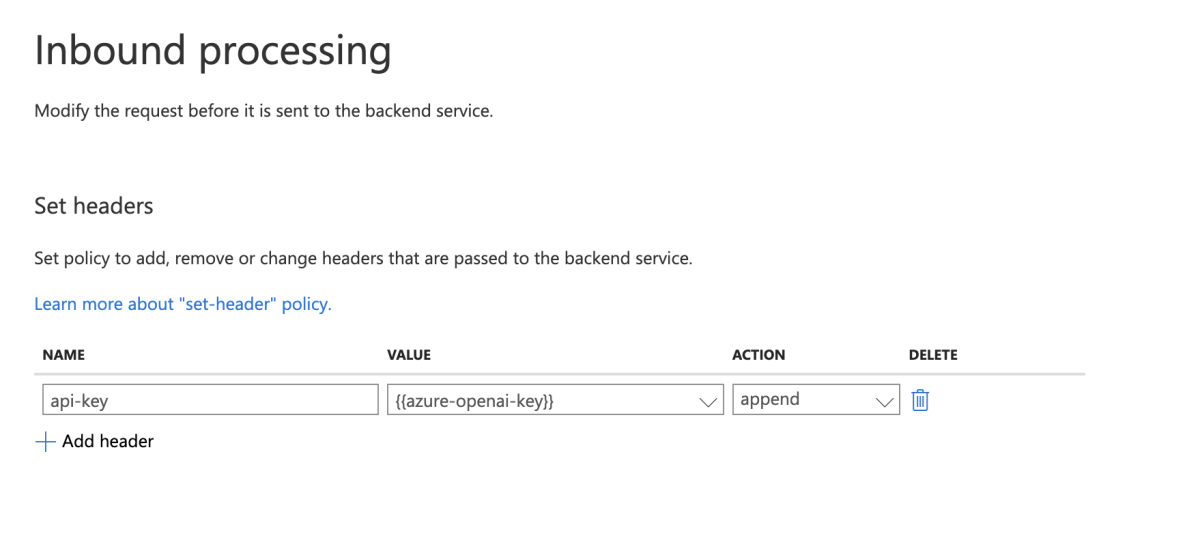 Inbound processing
Modify the request before it is sent to the backend service.
Set headers
Set policy to add, remove or change headers that are passed to the backend service.
Learn more about "set-header" policy.
NAME VALUE ACTION DELETE
api-key {{azure-openai-key}} append
Add header